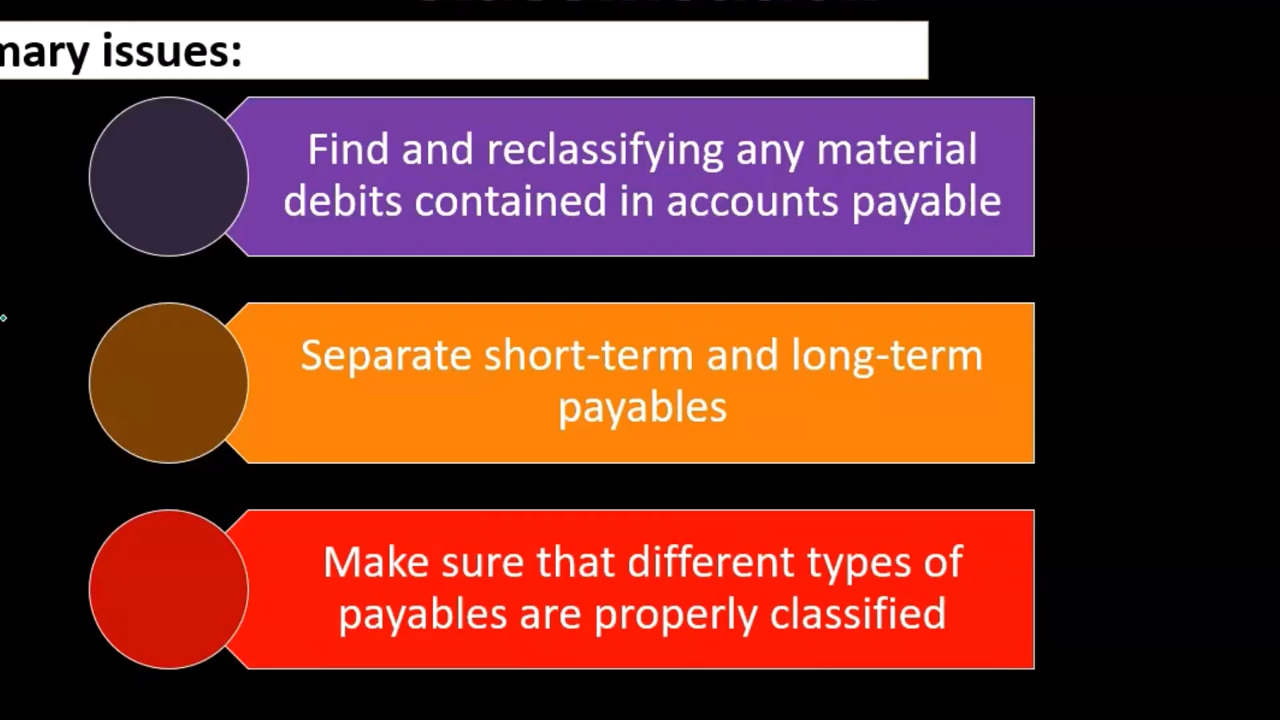 issues:
Find and reclassifying any material
debits contained in accounts payable
Separate short-term and long-term
payables
Make sure that different types of
payables are properly classified